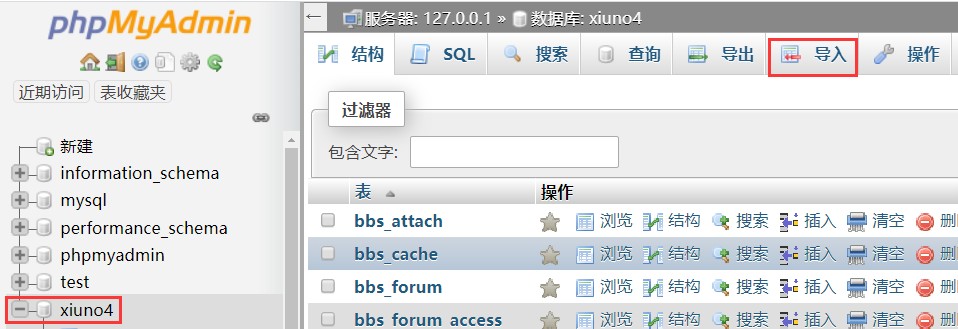 phpMyAdmin
近期访问 表收藏夹
新建
information_schema
mysql
performance_schema
phpmyadmin
test
xiuno4
服务器: 127.0.0.1 » 数据库: xiuno4
结构 SQL 搜索 查询 导出 导入 操作
过滤器
包含文字:
表 操作
bbs_attach 浏览 结构 搜索 插入 清空
bbs_cache 浏览 结构 搜索 插入 清空
bbs_forum 浏览 结构 搜索 插入 清空
bbs_forum_access 浏览 结构 搜索 插入 清空